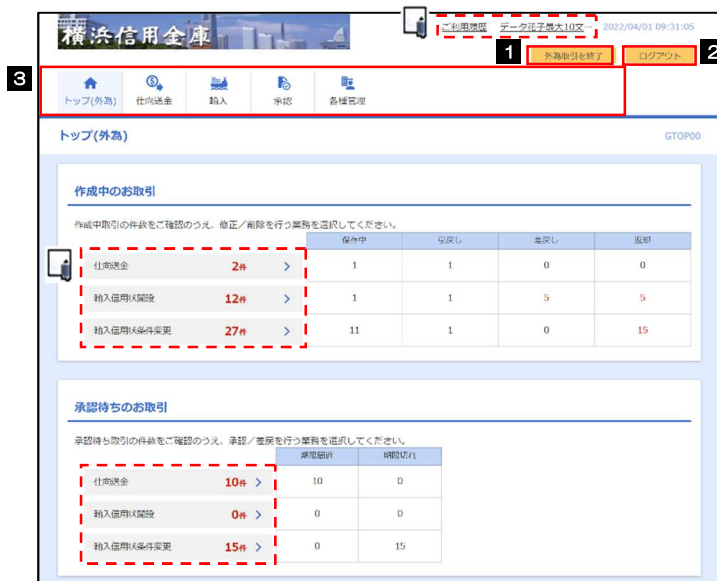 横浜信用金庫
ご利用履歴 データ花子最大10文… 2022/04/01 09:31:05
1 外為取引を終了 2 ログアウト
3
トップ(外為) 仕向送金 輸入 承認 各種管理
トップ(外為) GTOP00
作成中のお取引
作成中取引の件数をご確認のうえ、修正／削除を行う業務を選択してください。
保存中 引戻し 差戻し 返却
仕向送金 2件 1 1 0 0
輸入信用状開設 12件 1 1 5 5
輸入信用状条件変更 27件 11 1 0 15
承認待ちのお取引
承認待ち取引の件数をご確認のうえ、承認／差戻を行う業務を選択してください。
期限間近 期限切れ
仕向送金 10件 10 0
輸入信用状開設 0件 0 0
輸入信用状条件変更 15件 0 15